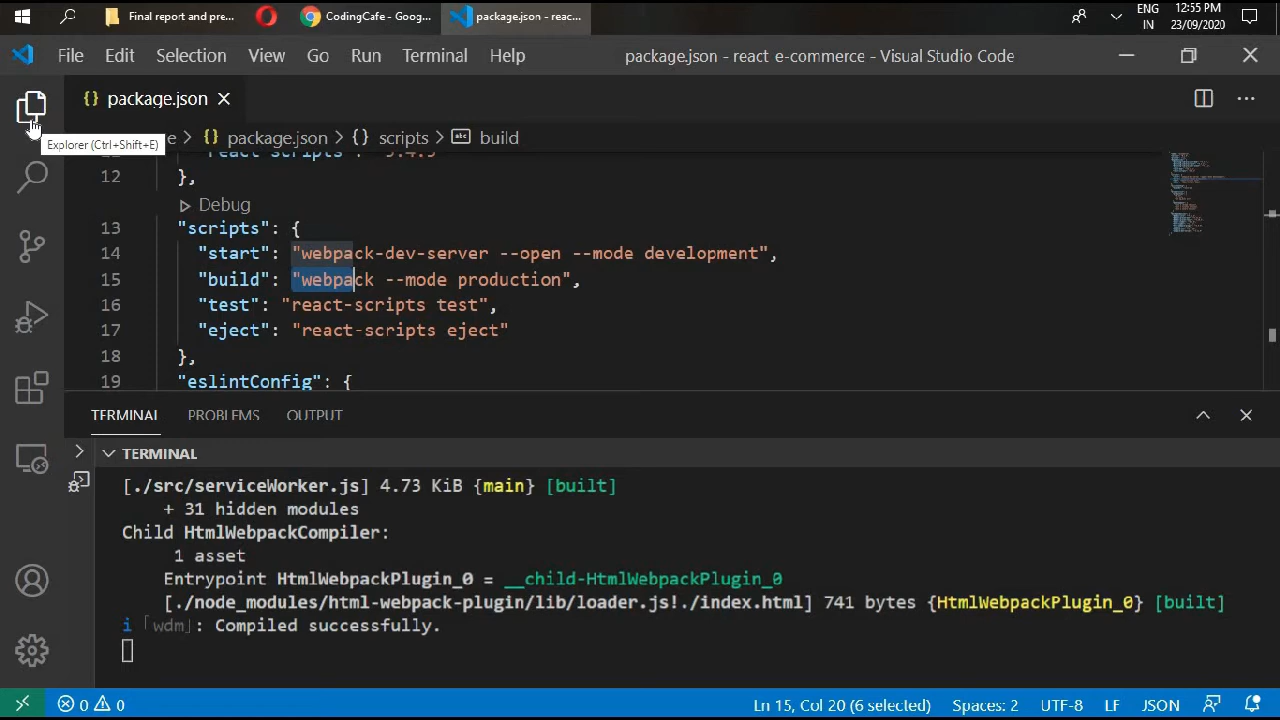 Final report and pre...
CodingCafe - Goog...
package.json - reac...
ENG
IN
12:55 PM
23/09/2020
File Edit Selection View Go Run Terminal Help
package.json - react e-commerce - Visual Studio Code
{} package.json
Explorer (Ctrl+Shift+E)
e > {} package.json > {} scripts > abc build
12 },
Debug
13 "scripts": {
14 "start": "webpack-dev-server --open --mode development",
15 "build": "webpack --mode production",
16 "test": "react-scripts test",
17 "eject": "react-scripts eject"
18 },
19 "eslintConfig": {
TERMINAL PROBLEMS OUTPUT
TERMINAL
[./src/serviceWorker.js] 4.73 KiB {main} [built]
+ 31 hidden modules
Child HtmlWebpackCompiler:
1 asset
Entrypoint HtmlWebpackPlugin_0 = __child-HtmlWebpackPlugin_0
[./node_modules/html-webpack-plugin/lib/loader.js!./index.html] 741 bytes {HtmlWebpackPlugin_0} [built]
i ｢wdm｣: Compiled successfully.
0 0
Ln 15, Col 20 (6 selected) Spaces: 2 UTF-8 LF JSON